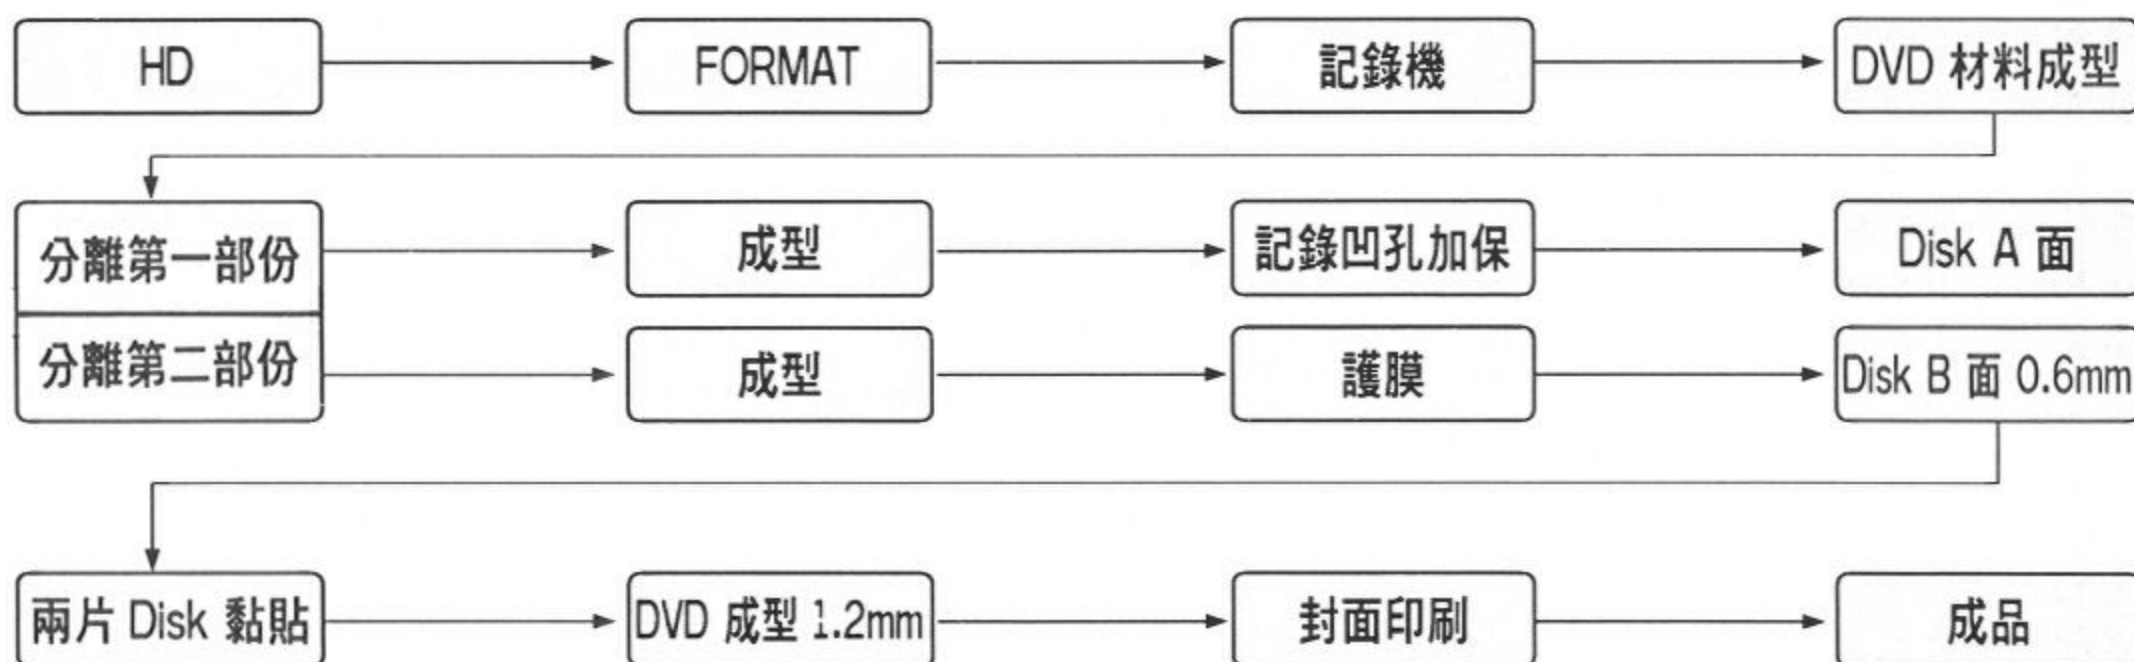 HD
FORMAT
記錄機
DVD 材料成型
分離第一部份
成型
記錄凹孔加保
Disk A 面
分離第二部份
成型
護膜
Disk B 面 0.6mm
兩片 Disk 黏貼
DVD 成型 1.2mm
封面印刷
成品